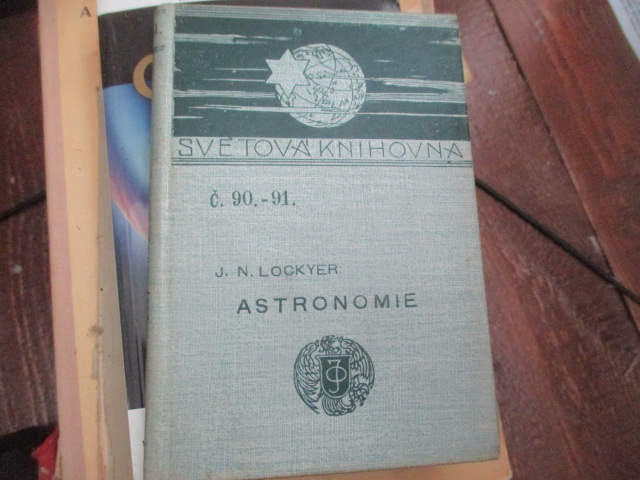 SVĚTOVÁ KNIHOVNA
Č. 90.-91.
J. N. LOCKYER:
ASTRONOMIE
A